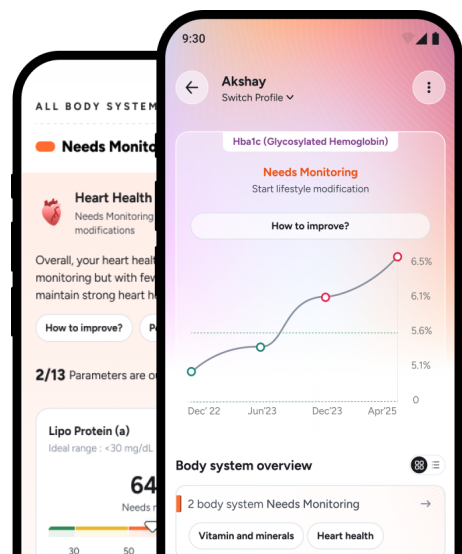 ALL BODY SYSTEM
Needs Monito
Heart Health
Needs Monitoring
modifications
Overall, your heart healt
monitoring but with few
maintain strong heart h
How to improve?
2/13 Parameters are o
Lipo Protein (a)
Ideal range : <30 mg/dL
64
Needs
30 50
9:30
Akshay
Switch Profile
Hba1c (Glycosylated Hemoglobin)
Needs Monitoring
Start lifestyle modification
How to improve?
6.5%
6.1%
5.6%
5.1%
0
Dec' 22 Jun'23 Dec'23 Apr'25
Body system overview
2 body system Needs Monitoring
Vitamin and minerals Heart health